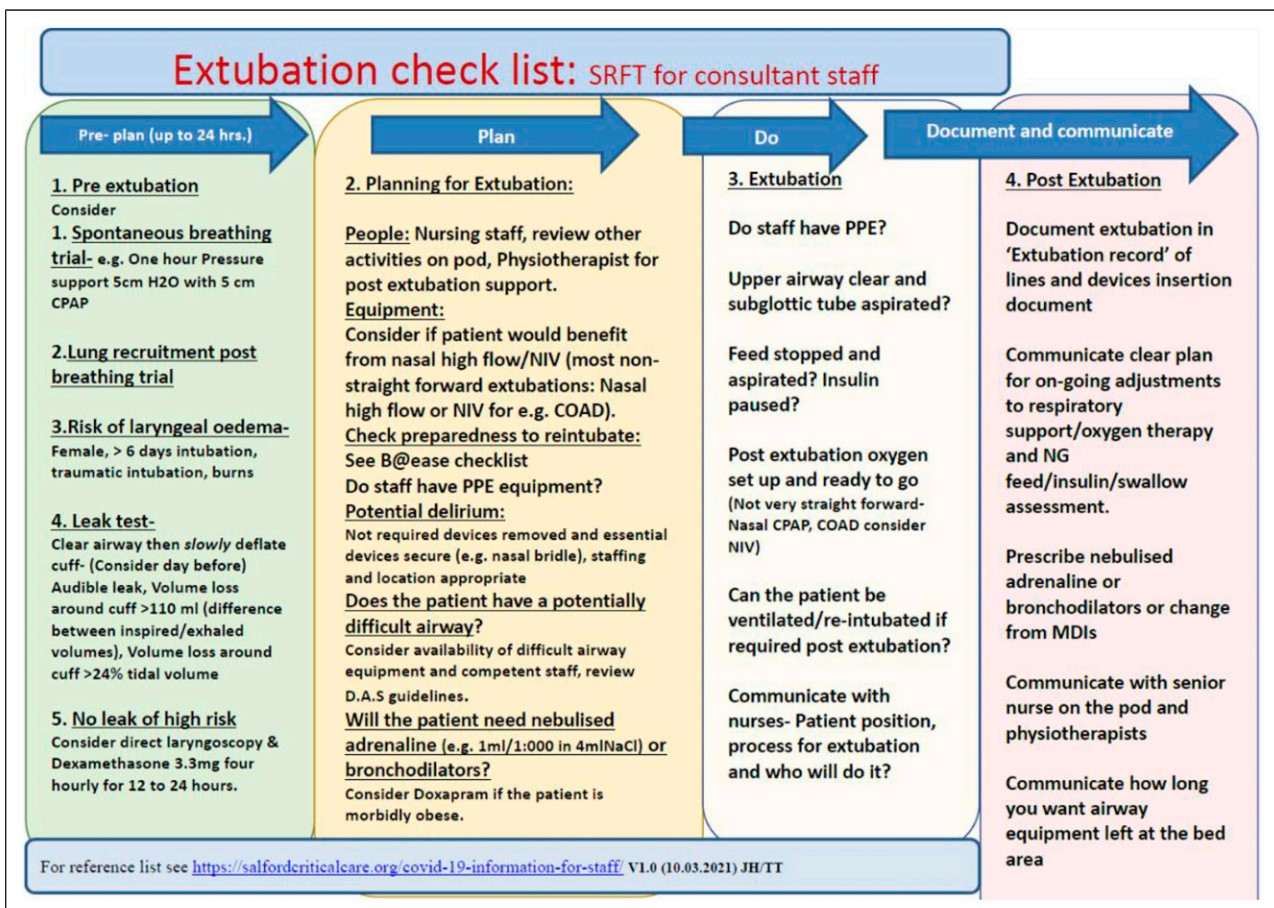 Extubation check list: SRFT for consultant staff
Pre- plan (up to 24 hrs.)
1. Pre extubation
Consider
1. Spontaneous breathing
trial- e.g. One hour Pressure
support 5cm H2O with 5 cm
CPAP
2.Lung recruitment post
breathing trial
3.Risk of laryngeal oedema-
Female, > 6 days intubation,
traumatic intubation, burns
4. Leak test-
Clear airway then slowly deflate
cuff- (Consider day before)
Audible leak, Volume loss
around cuff >110 ml (difference
between inspired/exhaled
volumes), Volume loss around
cuff >24% tidal volume
5. No leak of high risk
Consider direct laryngoscopy &
Dexamethasone 3.3mg four
hourly for 12 to 24 hours.
Plan
2. Planning for Extubation:
People: Nursing staff, review other
activities on pod, Physiotherapist for
post extubation support.
Equipment:
Consider if patient would benefit
from nasal high flow/NIV (most non-
straight forward extubations: Nasal
high flow or NIV for e.g. COAD).
Check preparedness to reintubate:
See B@ease checklist
Do staff have PPE equipment?
Potential delirium:
Not required devices removed and essential
devices secure (e.g. nasal bridle), staffing
and location appropriate
Does the patient have a potentially
difficult airway?
Consider availability of difficult airway
equipment and competent staff, review
D.A.S guidelines.
Will the patient need nebulised
adrenaline (e.g. 1ml/1:000 in 4mlNaCl) or
bronchodilators?
Consider Doxapram if the patient is
morbidly obese.
Do
3. Extubation
Do staff have PPE?
Upper airway clear and
subglottic tube aspirated?
Feed stopped and
aspirated? Insulin
paused?
Post extubation oxygen
set up and ready to go
(Not very straight forward-
Nasal CPAP, COAD consider
NIV)
Can the patient be
ventilated/re-intubated if
required post extubation?
Communicate with
nurses- Patient position,
process for extubation
and who will do it?
Document and communicate
4. Post Extubation
Document extubation in
‘Extubation record’ of
lines and devices insertion
document
Communicate clear plan
for on-going adjustments
to respiratory
support/oxygen therapy
and NG
feed/insulin/swallow
assessment.
Prescribe nebulised
adrenaline or
bronchodilators or change
from MDIs
Communicate with senior
nurse on the pod and
physiotherapists
Communicate how long
you want airway
equipment left at the bed
area
For reference list see https://salfordcriticalcare.org/covid-19-information-for-staff/ V1.0 (10.03.2021) JH/TT